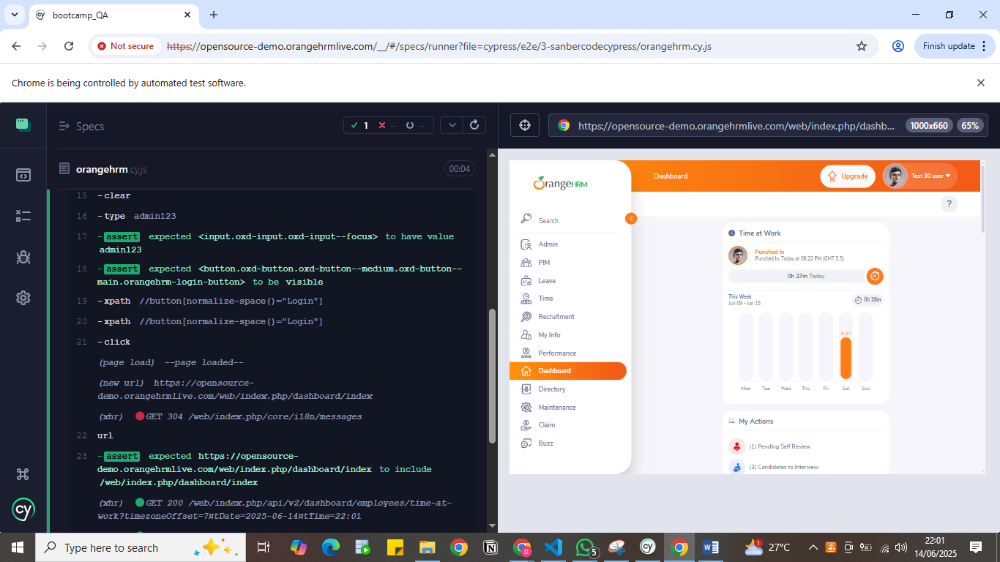 bootcamp_QA
Not secure
https://opensource-demo.orangehrmlive.com/__/#/specs/runner?file=cypress/e2e/3-sanbercodecypress/orangehrm.cy.js
Finish update
Chrome is being controlled by automated test software.
Specs
1 -- --
https://opensource-demo.orangehrmlive.com/web/index.php/dashb...
1000x660
65%
orangehrm.cy.js
00:04
15 -clear
16 -type admin123
17 -assert expected <input.oxd-input.oxd-input--focus> to have value
admin123
18 -assert expected <button.oxd-button.oxd-button--medium.oxd-button--
main.orangehrm-login-button> to be visible
19 -xpath //button[normalize-space()="Login"]
20 -xpath //button[normalize-space()="Login"]
21 -click
(page load) --page loaded--
(new url) https://opensource-
demo.orangehrmlive.com/web/index.php/dashboard/index
(xhr) GET 304 /web/index.php/core/i18n/messages
22 url
23 -assert expected https://opensource-
demo.orangehrmlive.com/web/index.php/dashboard/index to include
/web/index.php/dashboard/index
(xhr) GET 200 /web/index.php/api/v2/dashboard/employees/time-at-
work?timezoneOffset=7&currentDate=2025-06-14&currentTime=22:01
OrangeHRM
Search
Admin
PIM
Leave
Time
Recruitment
My Info
Performance
Dashboard
Directory
Maintenance
Claim
Buzz
Dashboard
Upgrade
Test 30 user
?
Time at Work
Punched In
Punched In: Today at 08:22 PM (GMT 5.5)
0h 37m Today
This Week
Jun 09 - Jun 15
0h 28m
0:47
Mon Tue Wed Thu Fri Sat Sun
My Actions
(1) Pending Self Review
(3) Candidates to Interview
cy
Type here to search
D
5
cy
1
27°C
22:01
14/06/2025